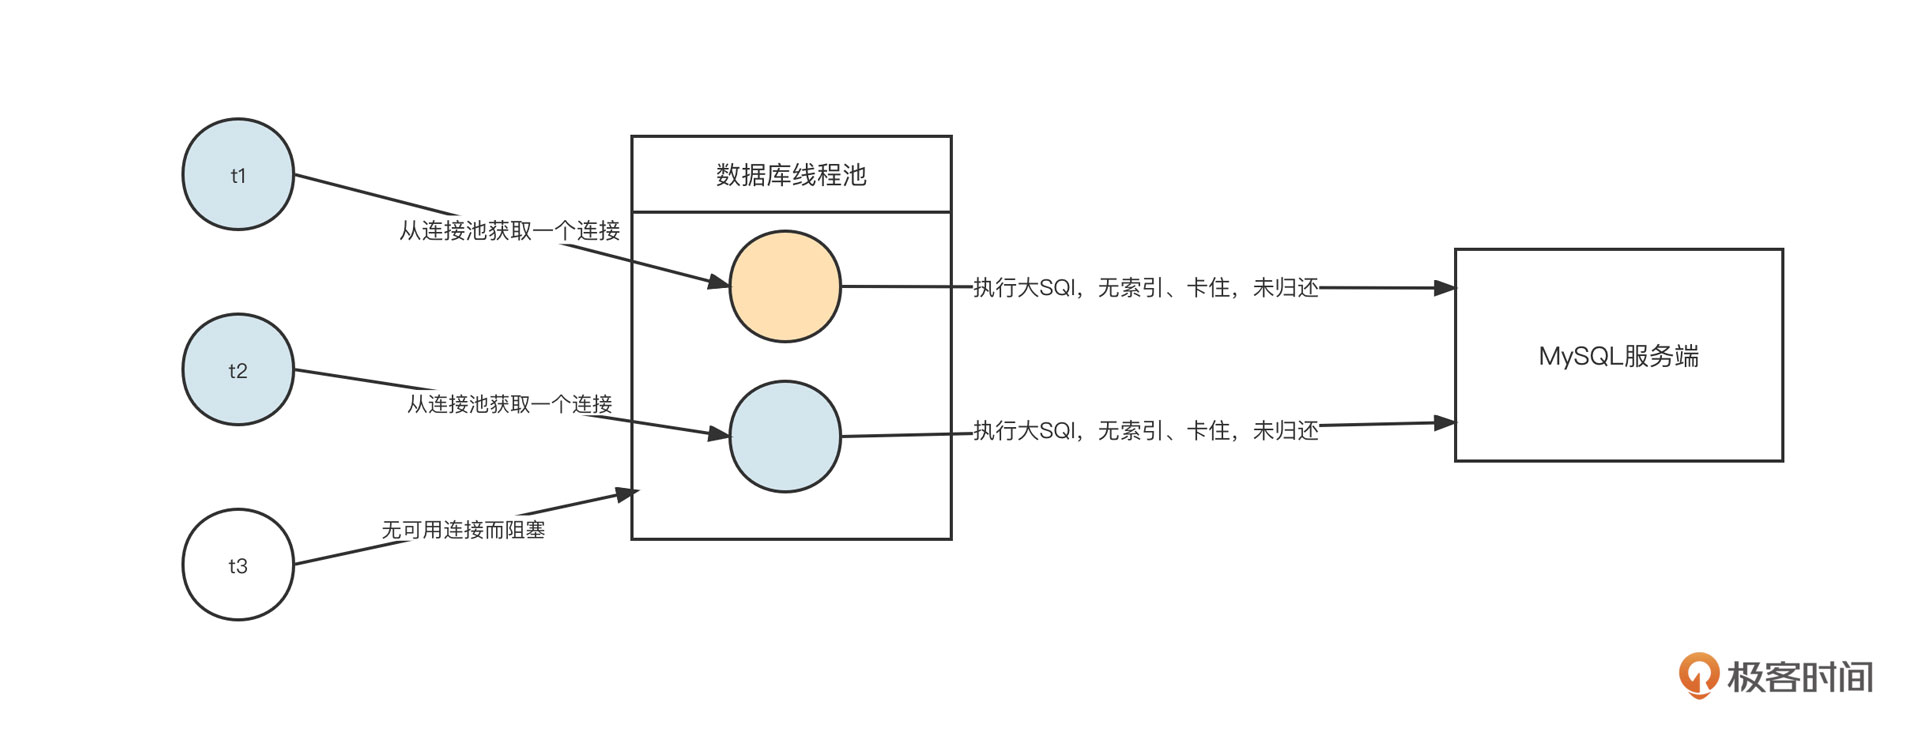 t1
数据库线程池
从连接池获取一个连接
执行大SQl，无索引、卡住，未归还
MySQL服务端
t2
从连接池获取一个连接
执行大SQl，无索引、卡住，未归还
t3
无可用连接而阻塞
极客时间